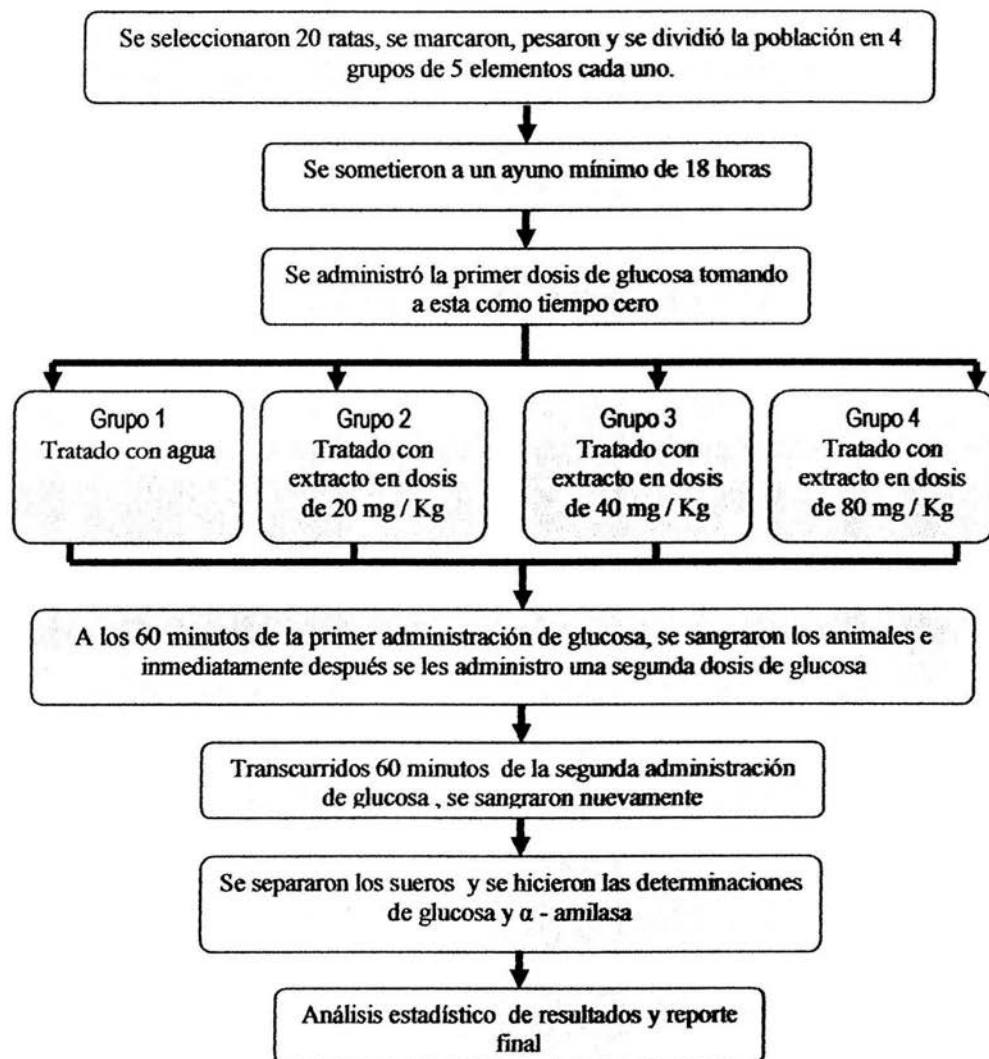 Se seleccionaron 20 ratas, se marcaron, pesaron y se dividió la población en 4
grupos de 5 elementos cada uno.
Se sometieron a un ayuno mínimo de 18 horas
Se administró la primer dosis de glucosa tomando
a esta como tiempo cero
Grupo 1
Tratado con agua
Grupo 2
Tratado con
extracto en dosis
de 20 mg / Kg
Grupo 3
Tratado con
extracto en dosis
de 40 mg / Kg
Grupo 4
Tratado con
extracto en dosis
de 80 mg / Kg
A los 60 minutos de la primer administración de glucosa, se sangraron los animales e
inmediatamente después se les administro una segunda dosis de glucosa
Transcurridos 60 minutos de la segunda administración
de glucosa , se sangraron nuevamente
Se separaron los sueros y se hicieron las determinaciones
de glucosa y α - amilasa
Análisis estadístico de resultados y reporte
final